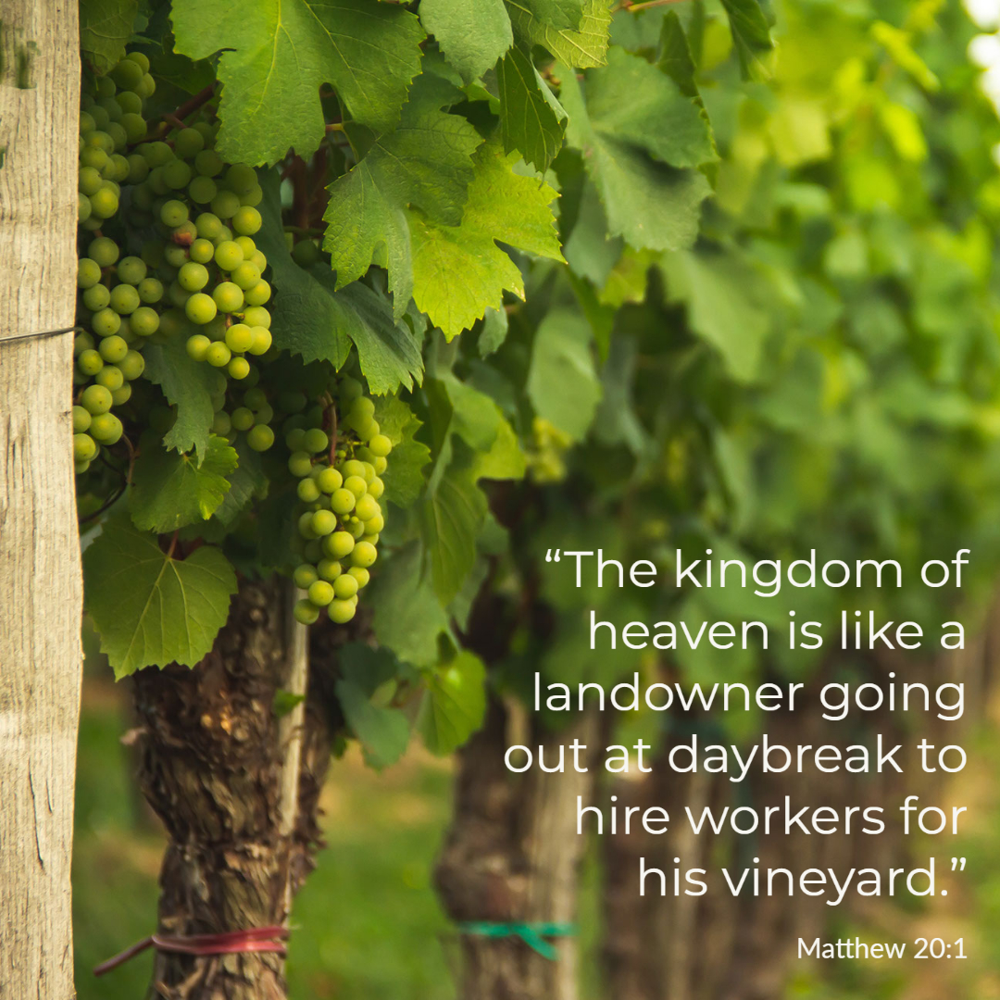 “The kingdom of
heaven is like a
landowner going
out at daybreak to
hire workers for
his vineyard.”
Matthew 20:1